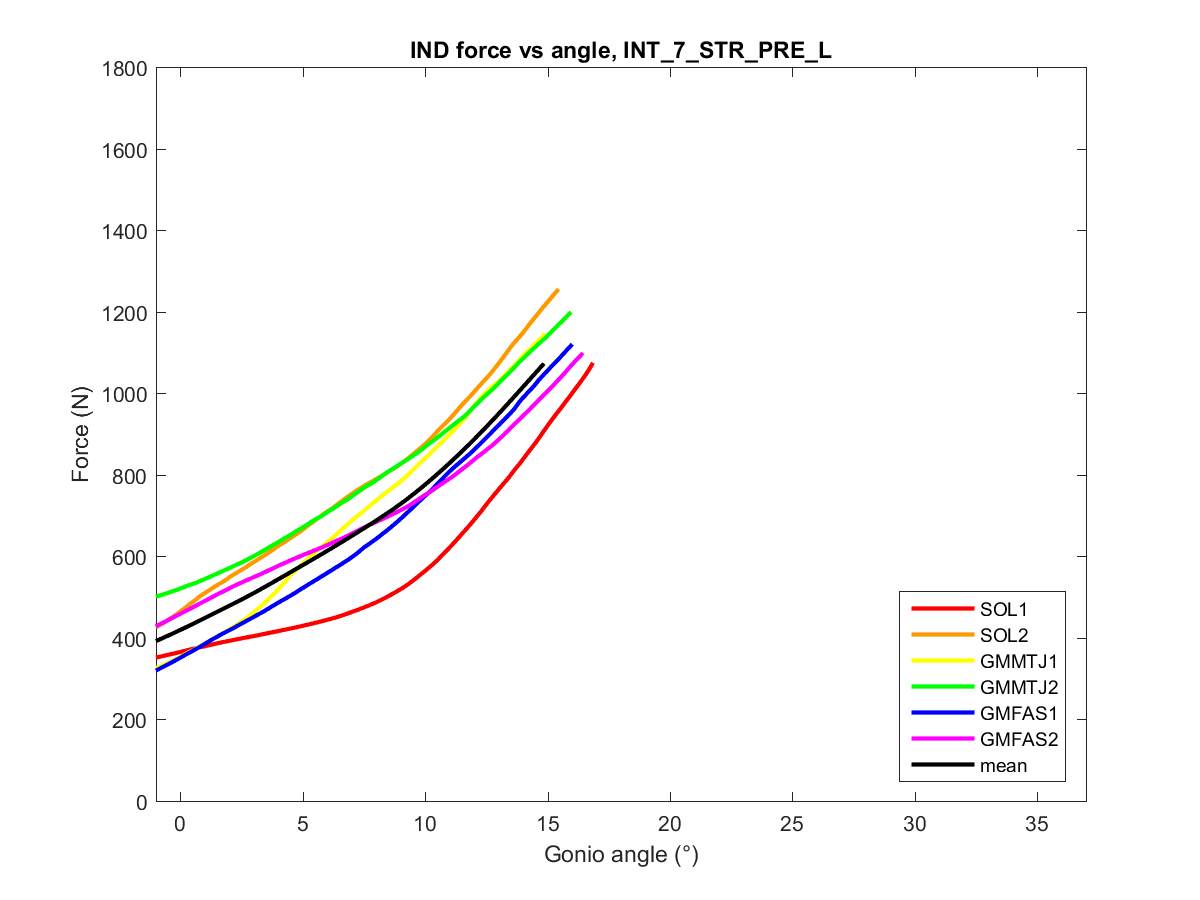 IND force vs angle, INT_7_STR_PRE_L
1800
1600
1400
1200
1000
800
600
400
200
0
Force (N)
0 5 10 15 20 25 30 35
Gonio angle (°)
SOL1
SOL2
GMMTJ1
GMMTJ2
GMFAS1
GMFAS2
mean